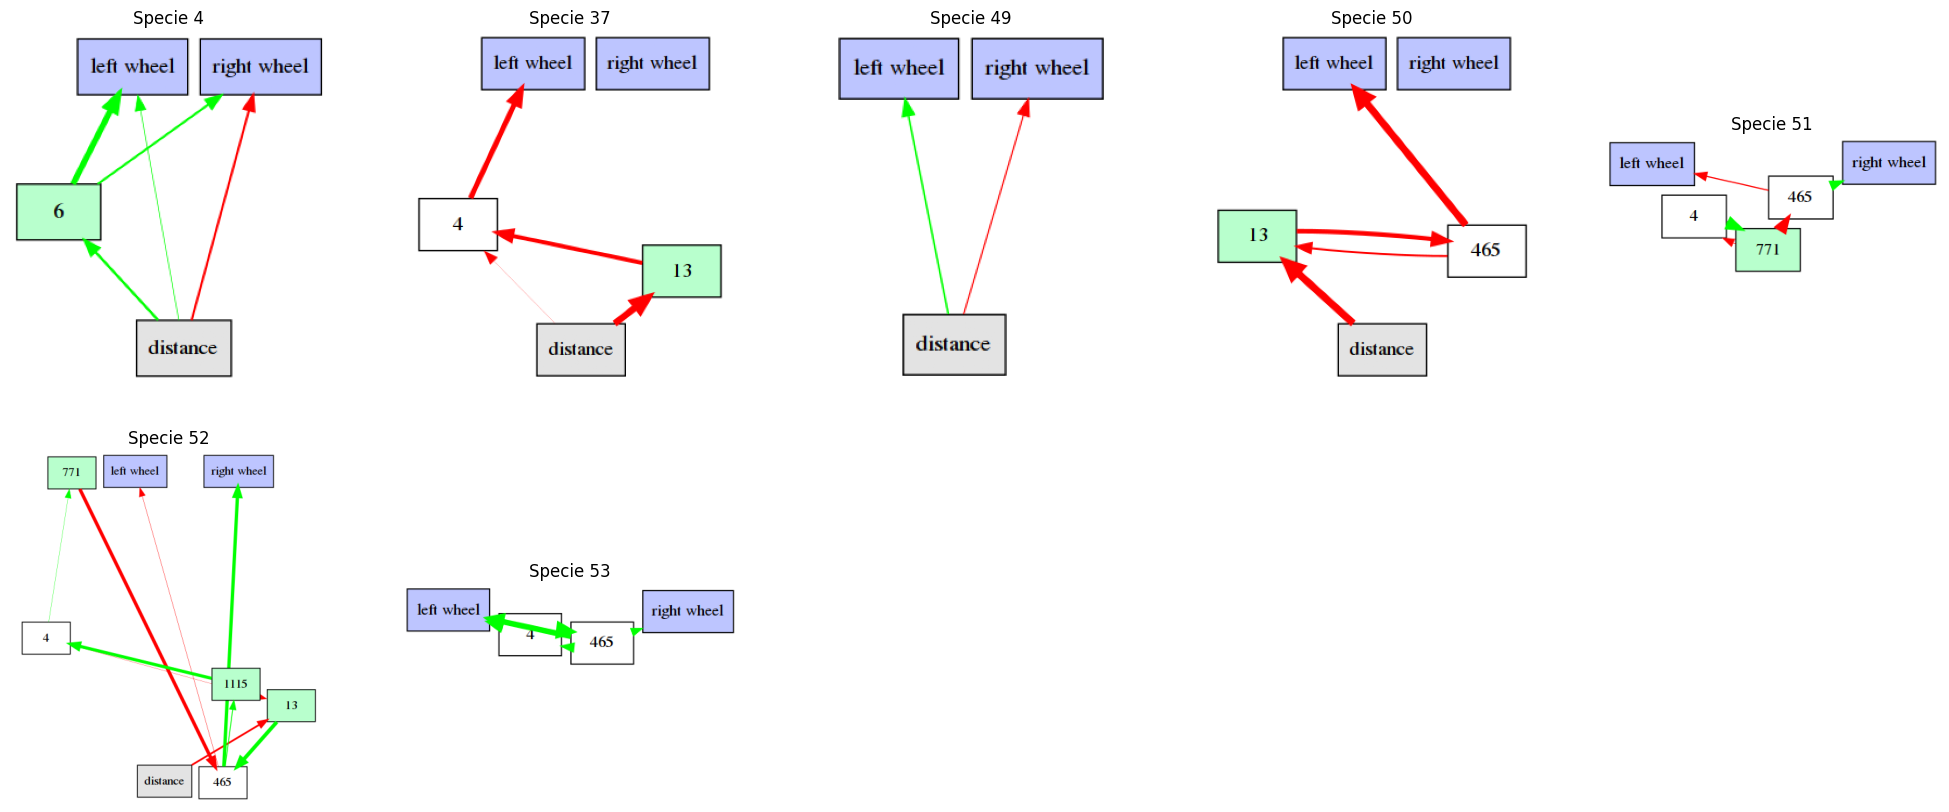 Specie 4
left wheel
right wheel
6
distance
Specie 37
left wheel
right wheel
4
13
distance
Specie 49
left wheel
right wheel
distance
Specie 50
left wheel
right wheel
13
465
distance
Specie 51
left wheel
right wheel
465
4
771
Specie 52
771
left wheel
right wheel
4
1115
13
distance
465
Specie 53
left wheel
right wheel
4
465